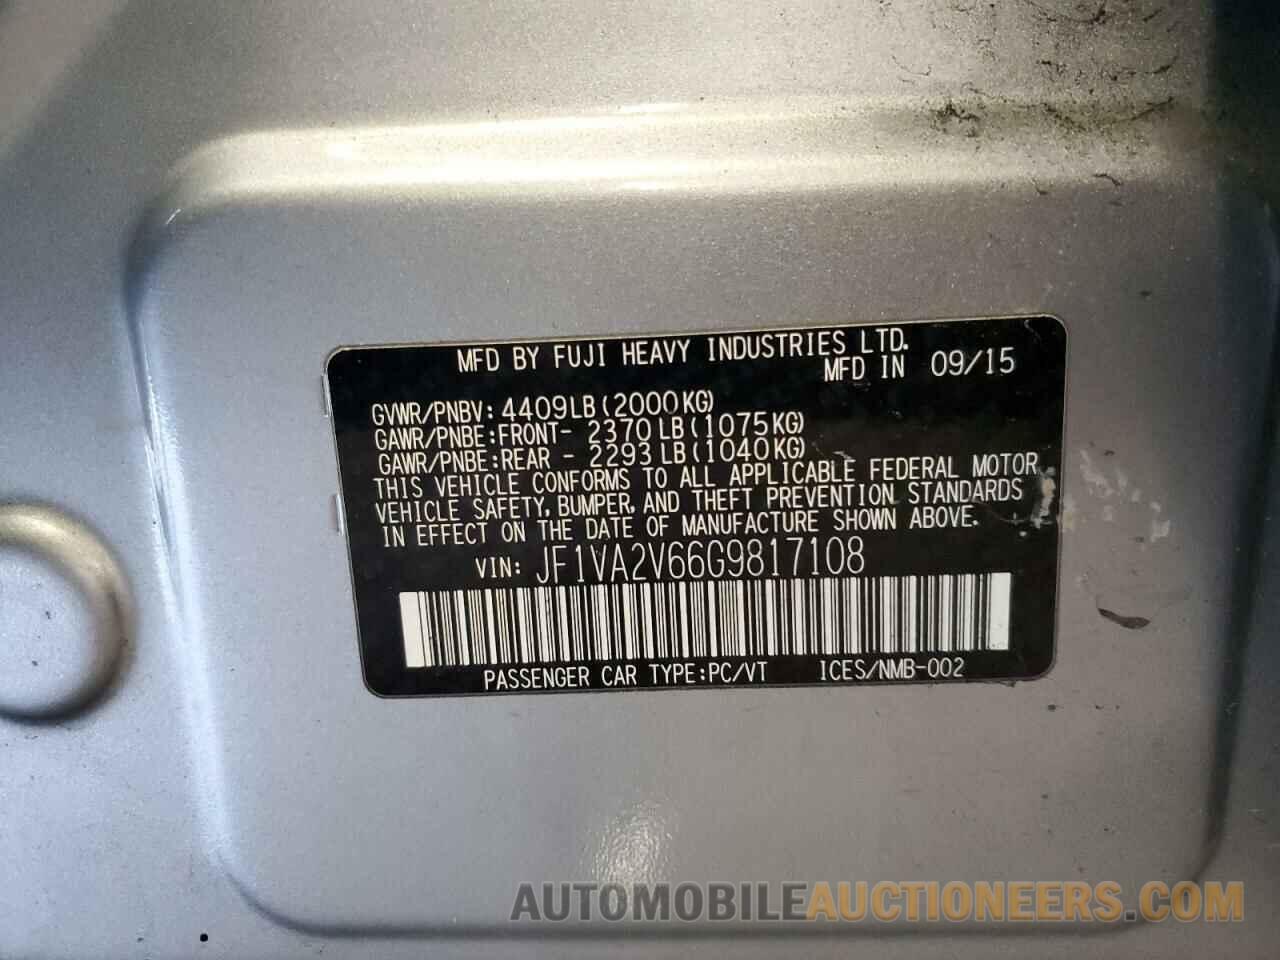 MFD BY FUJI HEAVY INDUSTRIES LTD.
MFD IN 09/15
GVWR/PNBV: 4409LB(2000KG)
GAWR/PNBE:FRONT- 2370LB(1075KG)
GAWR/PNBE:REAR - 2293LB(1040KG)
THIS VEHICLE CONFORMS TO ALL APPLICABLE FEDERAL MOTOR
VEHICLE SAFETY, BUMPER, AND THEFT PREVENTION STANDARDS
IN EFFECT ON THE DATE OF MANUFACTURE SHOWN ABOVE.
VIN: JF1VA2V66G9817108
PASSENGER CAR TYPE:PC/VT ICES/NMB-002
AUTOMOBILEAUCTIONEERS.COM